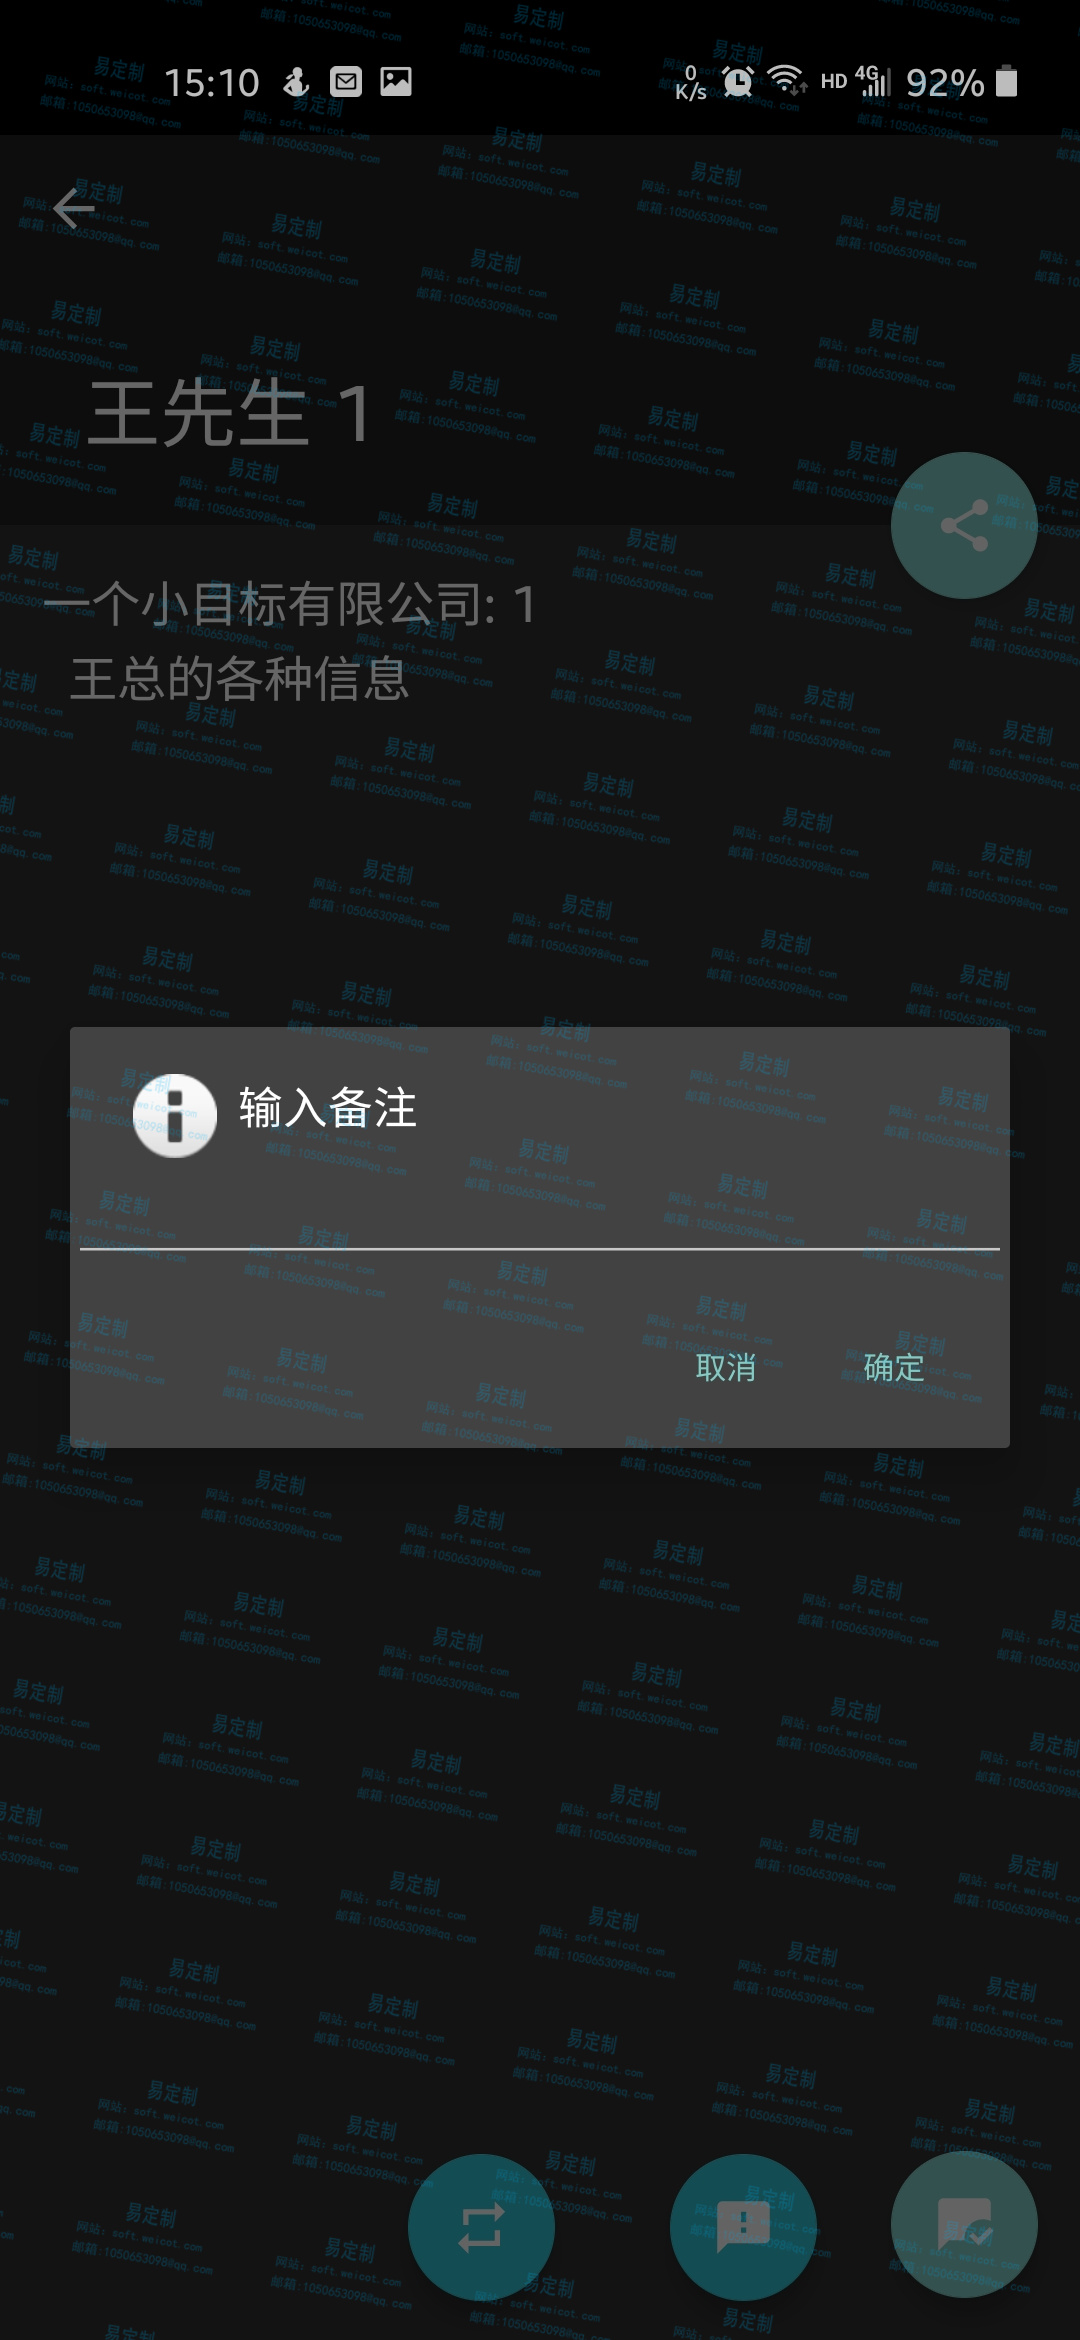 15:10
0
K/s
HD
4G
92%
王先生 1
一个小目标有限公司: 1
王总的各种信息
输入备注
取消
确定
易定制
网站: soft.weicot.com
邮箱:1050653098@qq.com